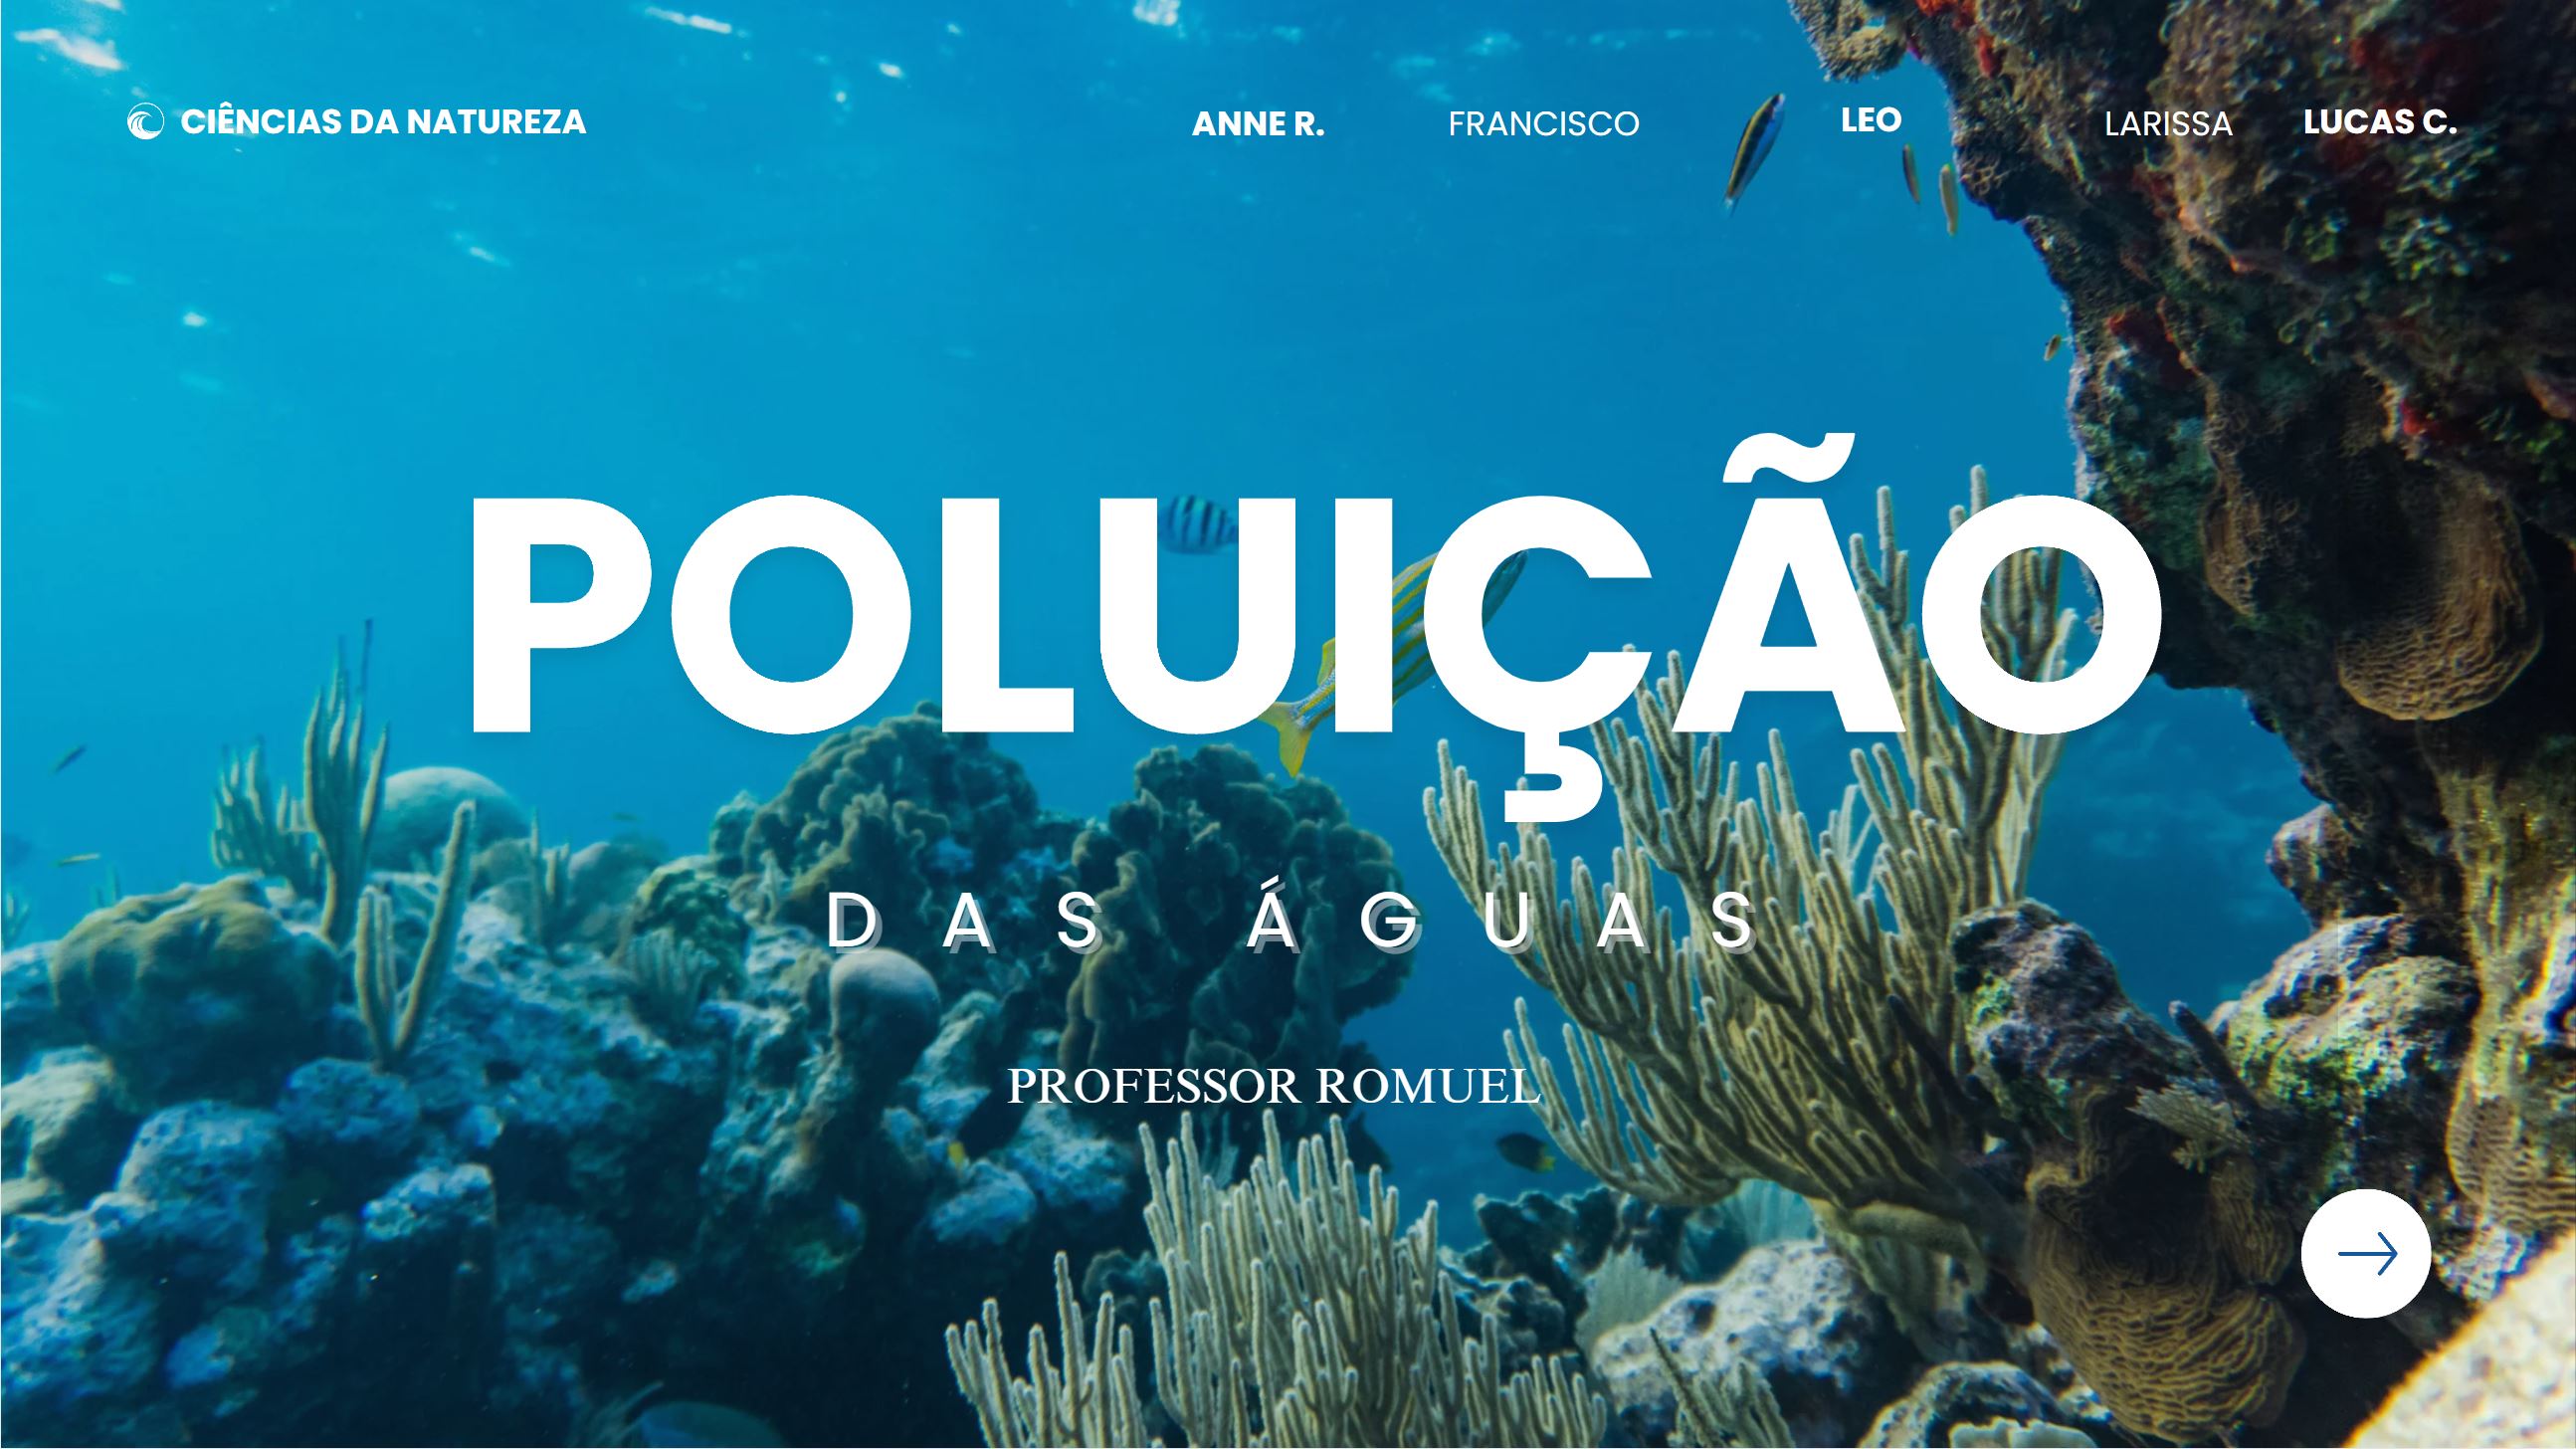 CIÊNCIAS DA NATUREZA
ANNE R. FRANCISCO LEO LARISSA LUCAS C.
POLUIÇÃO
DAS ÁGUAS
PROFESSOR ROMUEL